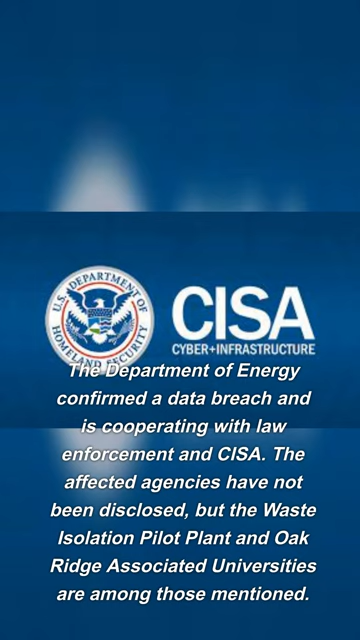 U.S. DEPARTMENT OF
HOMELAND SECURITY
CISA
CYBER+INFRASTRUCTURE
The Department of Energy
confirmed a data breach and
is cooperating with law
enforcement and CISA. The
affected agencies have not
been disclosed, but the Waste
Isolation Pilot Plant and Oak
Ridge Associated Universities
are among those mentioned.